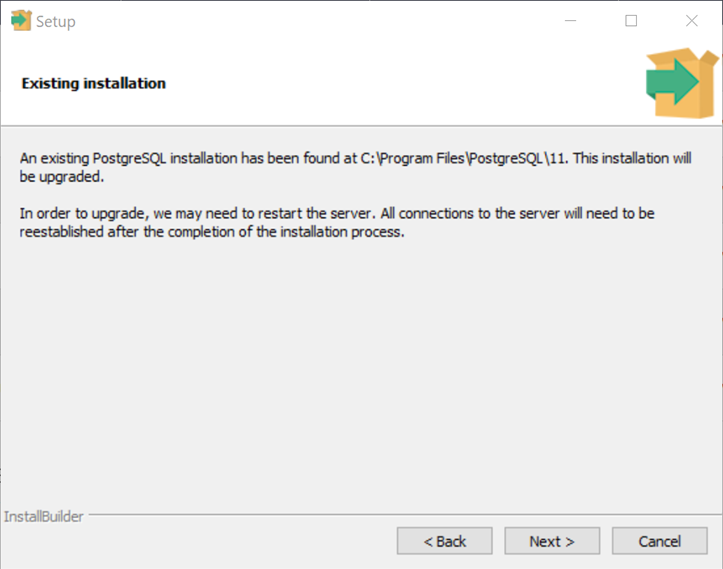 Setup
Existing installation
An existing PostgreSQL installation has been found at C:\Program Files\PostgreSQL\11. This installation will
be upgraded.
In order to upgrade, we may need to restart the server. All connections to the server will need to be
reestablished after the completion of the installation process.
InstallBuilder
< Back
Next >
Cancel